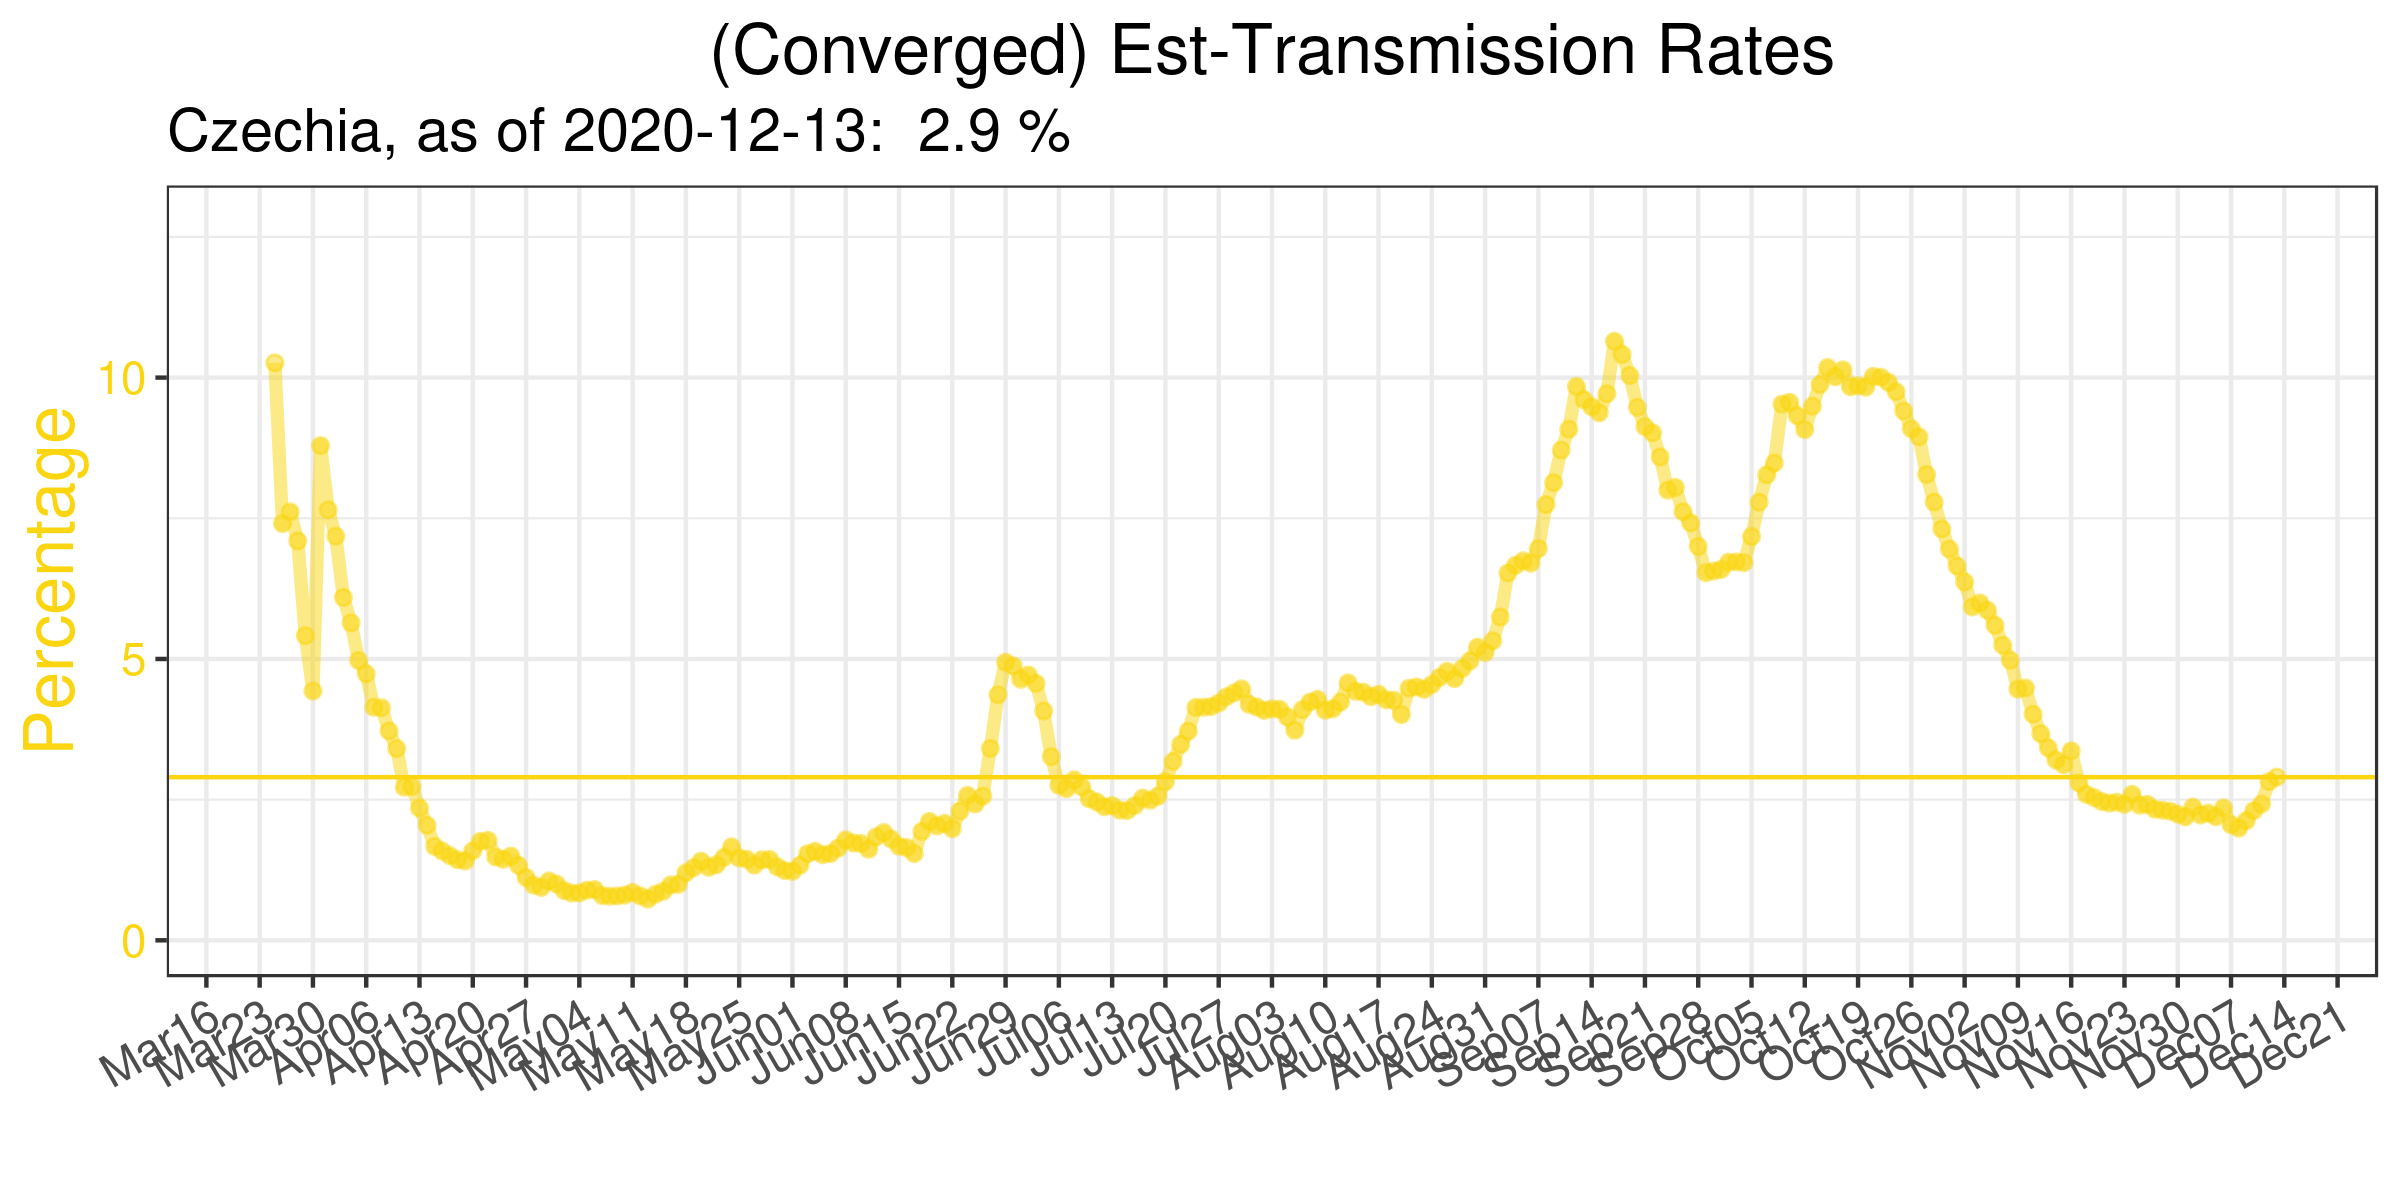 (Converged) Est-Transmission Rates
Czechia, as of 2020-12-13:  2.9 %
Percentage
10
5
0
Mar16
Mar23
Mar30
Apr06
Apr13
Apr20
Apr27
May04
May11
May18
May25
Jun01
Jun08
Jun15
Jun22
Jun29
Jul06
Jul13
Jul20
Jul27
Aug03
Aug10
Aug17
Aug24
Aug31
Sep07
Sep14
Sep21
Sep28
Oct05
Oct12
Oct19
Oct26
Nov02
Nov09
Nov16
Nov23
Nov30
Dec07
Dec14
Dec21